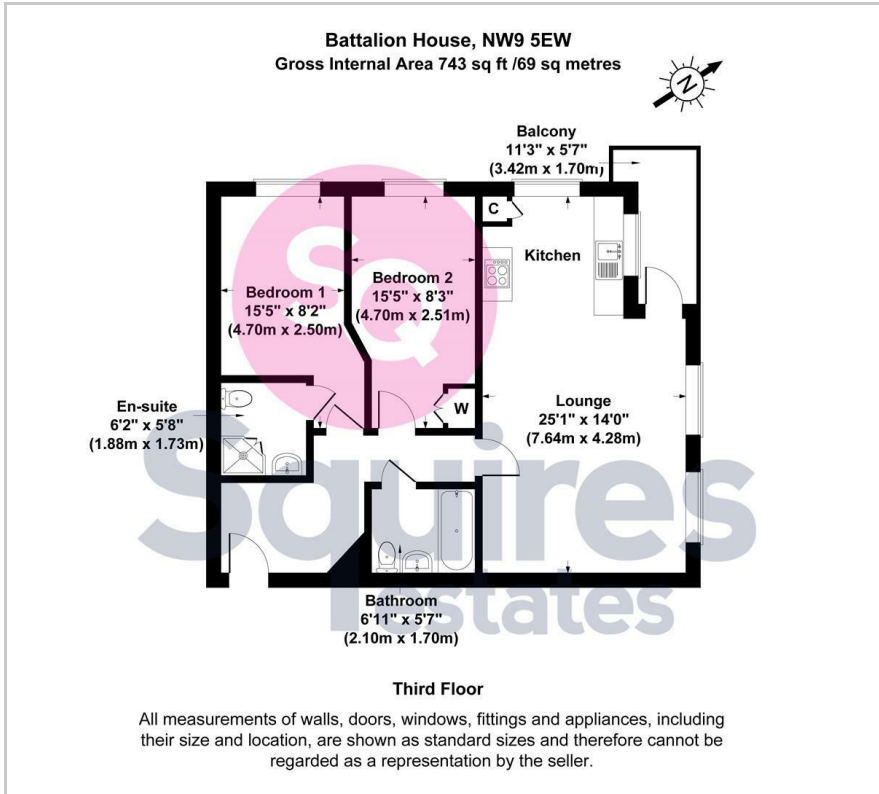 Battalion House, NW9 5EW
Gross Internal Area 743 sq ft /69 sq metres
N
Balcony
11'3" x 5'7"
(3.42m x 1.70m)
C
Kitchen
SQ
Bedroom 1
15'5" x 8'2"
(4.70m x 2.50m)
Bedroom 2
15'5" x 8'3"
(4.70m x 2.51m)
W
En-suite
6'2" x 5'8"
(1.88m x 1.73m)
Lounge
25'1" x 14'0"
(7.64m x 4.28m)
Squires
estates
Bathroom
6'11" x 5'7"
(2.10m x 1.70m)
Third Floor
All measurements of walls, doors, windows, fittings and appliances, including
their size and location, are shown as standard sizes and therefore cannot be
regarded as a representation by the seller.